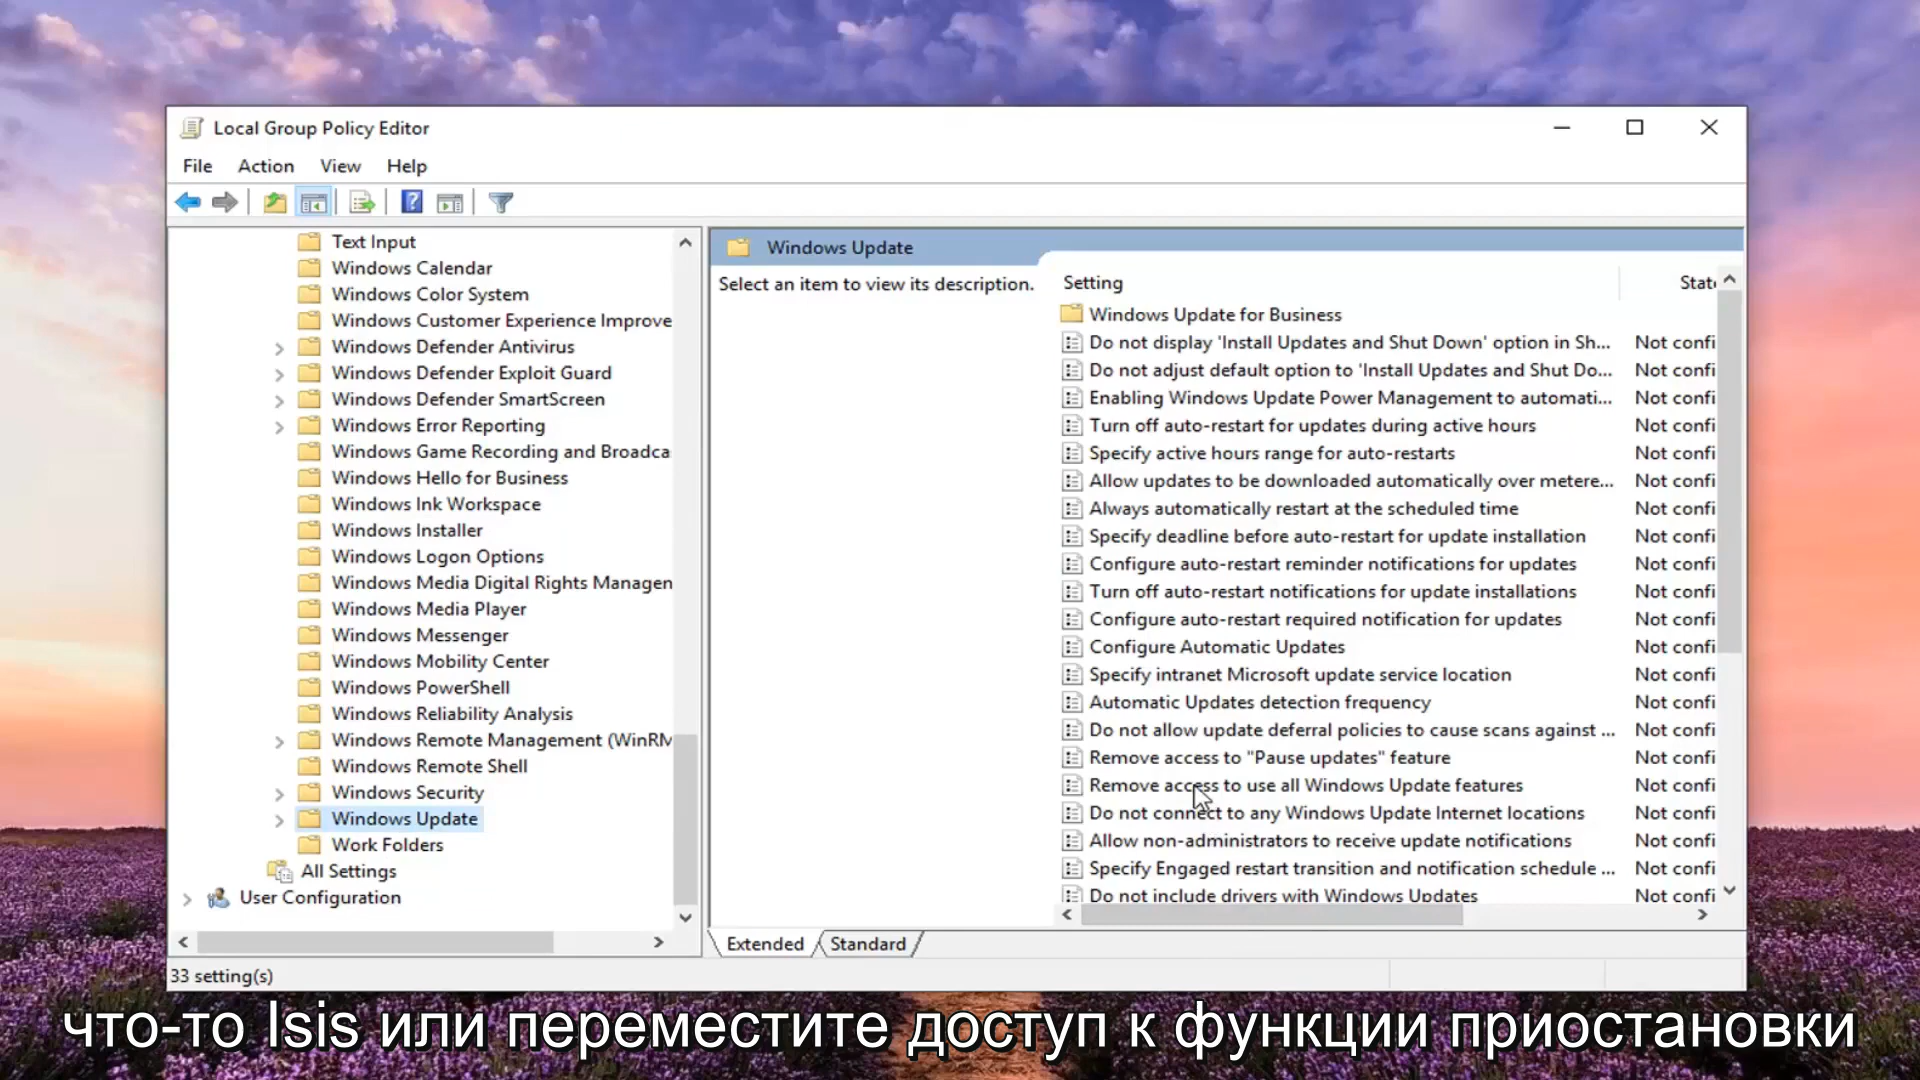 Local Group Policy Editor
File Action View Help
Text Input
Windows Calendar
Windows Color System
Windows Customer Experience Improve
Windows Defender Antivirus
Windows Defender Exploit Guard
Windows Defender SmartScreen
Windows Error Reporting
Windows Game Recording and Broadca
Windows Hello for Business
Windows Ink Workspace
Windows Installer
Windows Logon Options
Windows Media Digital Rights Managen
Windows Media Player
Windows Messenger
Windows Mobility Center
Windows PowerShell
Windows Reliability Analysis
Windows Remote Management (WinRM
Windows Remote Shell
Windows Security
Windows Update
Work Folders
All Settings
User Configuration
Windows Update
Select an item to view its description.
Setting State
Windows Update for Business
Do not display 'Install Updates and Shut Down' option in Sh... Not confi
Do not adjust default option to 'Install Updates and Shut Do... Not confi
Enabling Windows Update Power Management to automati... Not confi
Turn off auto-restart for updates during active hours Not confi
Specify active hours range for auto-restarts Not confi
Allow updates to be downloaded automatically over metere... Not confi
Always automatically restart at the scheduled time Not confi
Specify deadline before auto-restart for update installation Not confi
Configure auto-restart reminder notifications for updates Not confi
Turn off auto-restart notifications for update installations Not confi
Configure auto-restart required notification for updates Not confi
Configure Automatic Updates Not confi
Specify intranet Microsoft update service location Not confi
Automatic Updates detection frequency Not confi
Do not allow update deferral policies to cause scans against ... Not confi
Remove access to "Pause updates" feature Not confi
Remove access to use all Windows Update features Not confi
Do not connect to any Windows Update Internet locations Not confi
Allow non-administrators to receive update notifications Not confi
Specify Engaged restart transition and notification schedule ... Not confi
Do not include drivers with Windows Updates Not confi
Extended Standard
33 setting(s)
что-то Isis или переместите доступ к функции приостановки